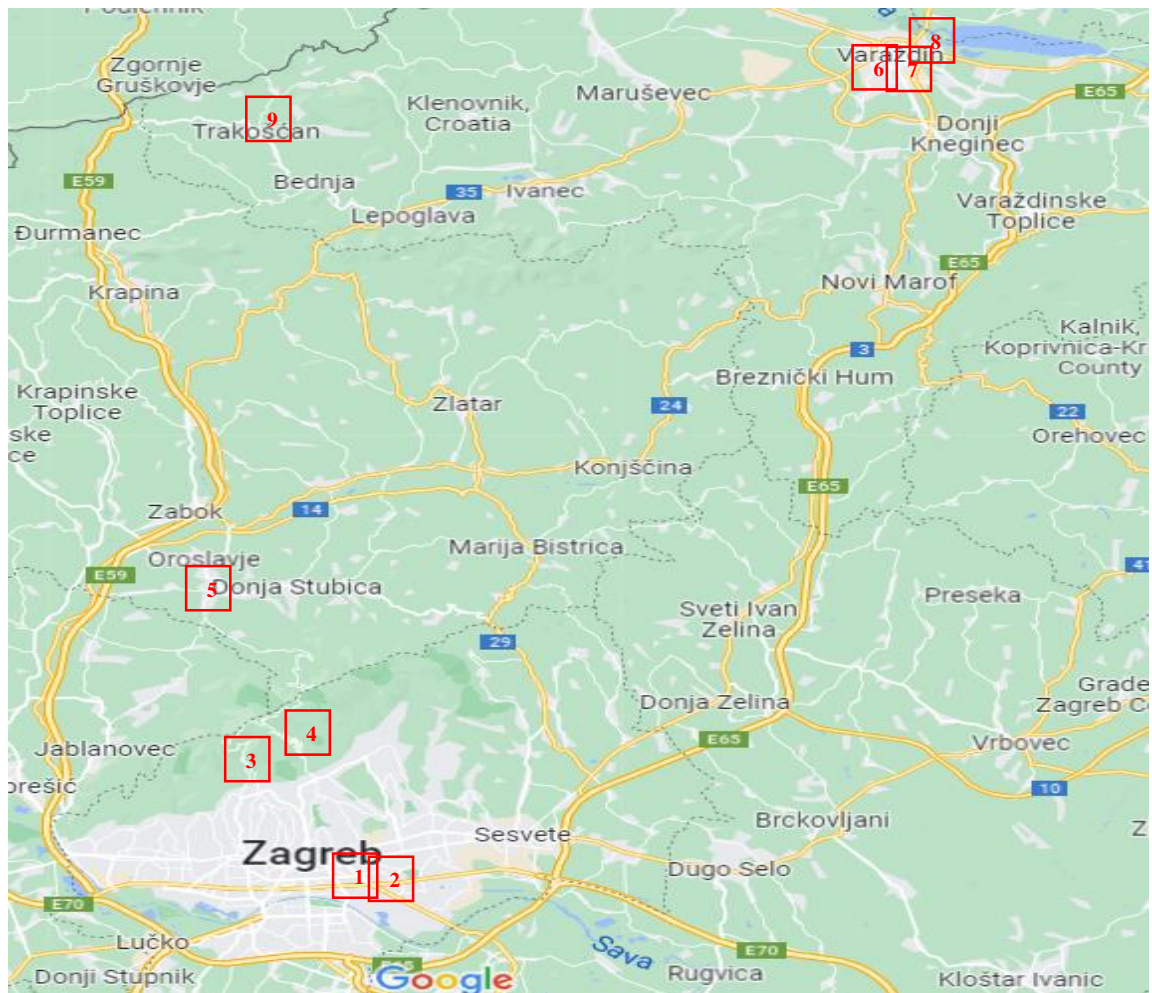 Zgornje
Gruškovje
9
Trakošćan
Klenovnik,
Croatia
Maruševec
Varaždin
6
7
8
E65
Donji
Kneginec
E59
Bednja
35
Ivanec
Lepoglava
Varaždinske
Toplice
Đurmanec
E65
Krapina
Novi Marof
Kalnik,
Koprivnica-Kr
County
3
Krapinske
Toplice
Breznički Hum
Zlatar
24
22
ske
ce
Orehovec
Konjščina
E65
Zabok
14
Oroslavje
Marija Bistrica
E59
5
Donja Stubica
41
Preseka
Sveti Ivan
Zelina
29
Donja Zelina
Grade
Zagreb Co
4
3
Jablanovec
E65
Vrbovec
orešić
10
Brckovljani
Z
Sesvete
Zagreb
1
2
Dugo Selo
E70
Lučko
Sava
E70
Donji Stupnik
E65
Google
Rugvica
Kloštar Ivanic